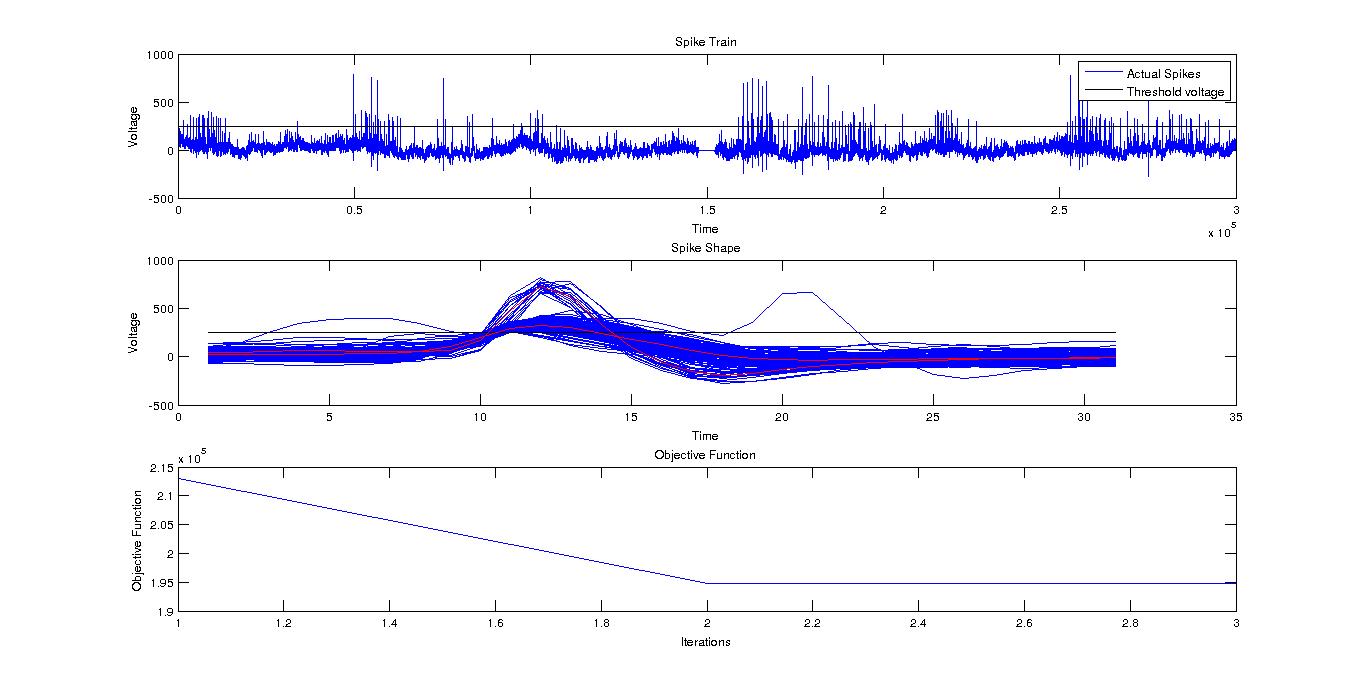 Spike Train
1000
500
0
-500
Voltage
Actual Spikes
Threshold voltage
0 0.5 1 1.5 2 2.5 3
Time
x 10^5
Spike Shape
1000
500
0
-500
Voltage
0 5 10 15 20 25 30 35
Time
Objective Function
x 10^5
2.15
2.1
2.05
2
1.95
1.9
Objective Function
1 1.2 1.4 1.6 1.8 2 2.2 2.4 2.6 2.8 3
Iterations